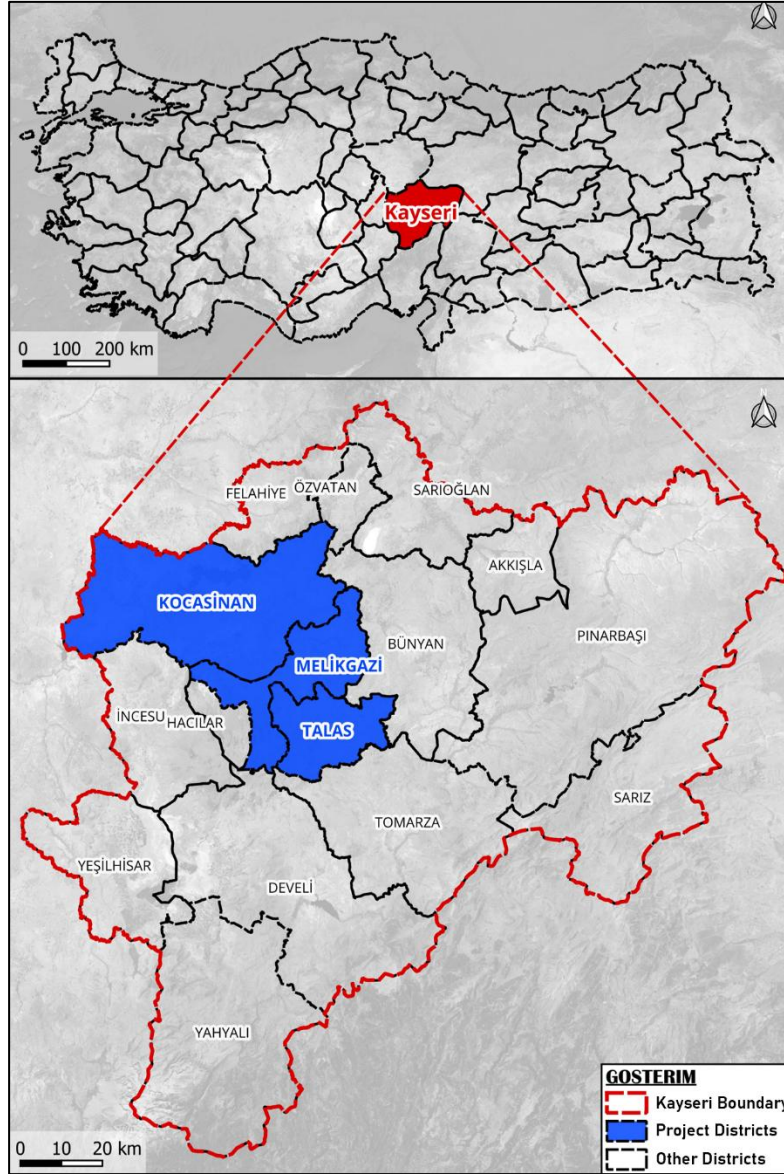 Kayseri
0 100 200 km
FELAHİYE
ÖZVATAN
SARIOĞLAN
AKKIŞLA
KOCASİNAN
PINARBAŞI
BÜNYAN
MELİKGAZİ
İNCESU
HACILAR
TALAS
SARIZ
TOMARZA
YEŞİLHİSAR
DEVELİ
YAHYALI
GOSTERIM
Kayseri Boundary
Project Districts
Other Districts
0 10 20 km